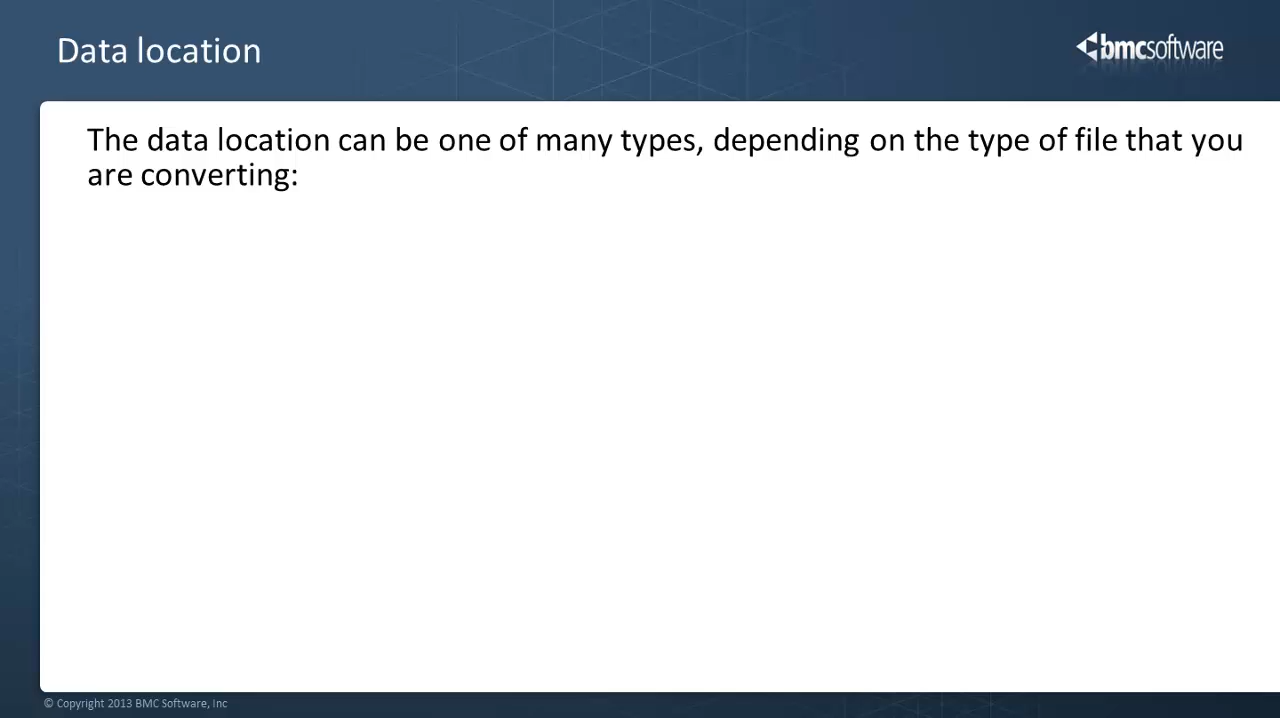 Data location
bmcsoftware
The data location can be one of many types, depending on the type of file that you
are converting:
© Copyright 2013 BMC Software, Inc